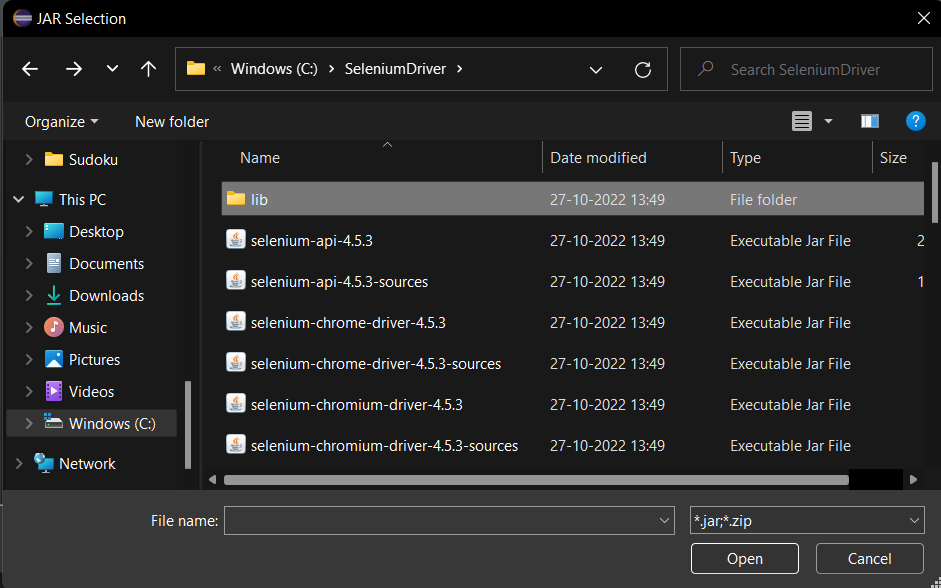 JAR Selection
« Windows (C:) › SeleniumDriver ›
Search SeleniumDriver
Organize
New folder
?
Name Date modified Type Size
Sudoku
This PC
Desktop
Documents
Downloads
Music
Pictures
Videos
Windows (C:)
Network
lib 27-10-2022 13:49 File folder
selenium-api-4.5.3 27-10-2022 13:49 Executable Jar File 2
selenium-api-4.5.3-sources 27-10-2022 13:49 Executable Jar File 1
selenium-chrome-driver-4.5.3 27-10-2022 13:49 Executable Jar File
selenium-chrome-driver-4.5.3-sources 27-10-2022 13:49 Executable Jar File
selenium-chromium-driver-4.5.3 27-10-2022 13:49 Executable Jar File
selenium-chromium-driver-4.5.3-sources 27-10-2022 13:49 Executable Jar File
File name:
*.jar;*.zip
Open
Cancel